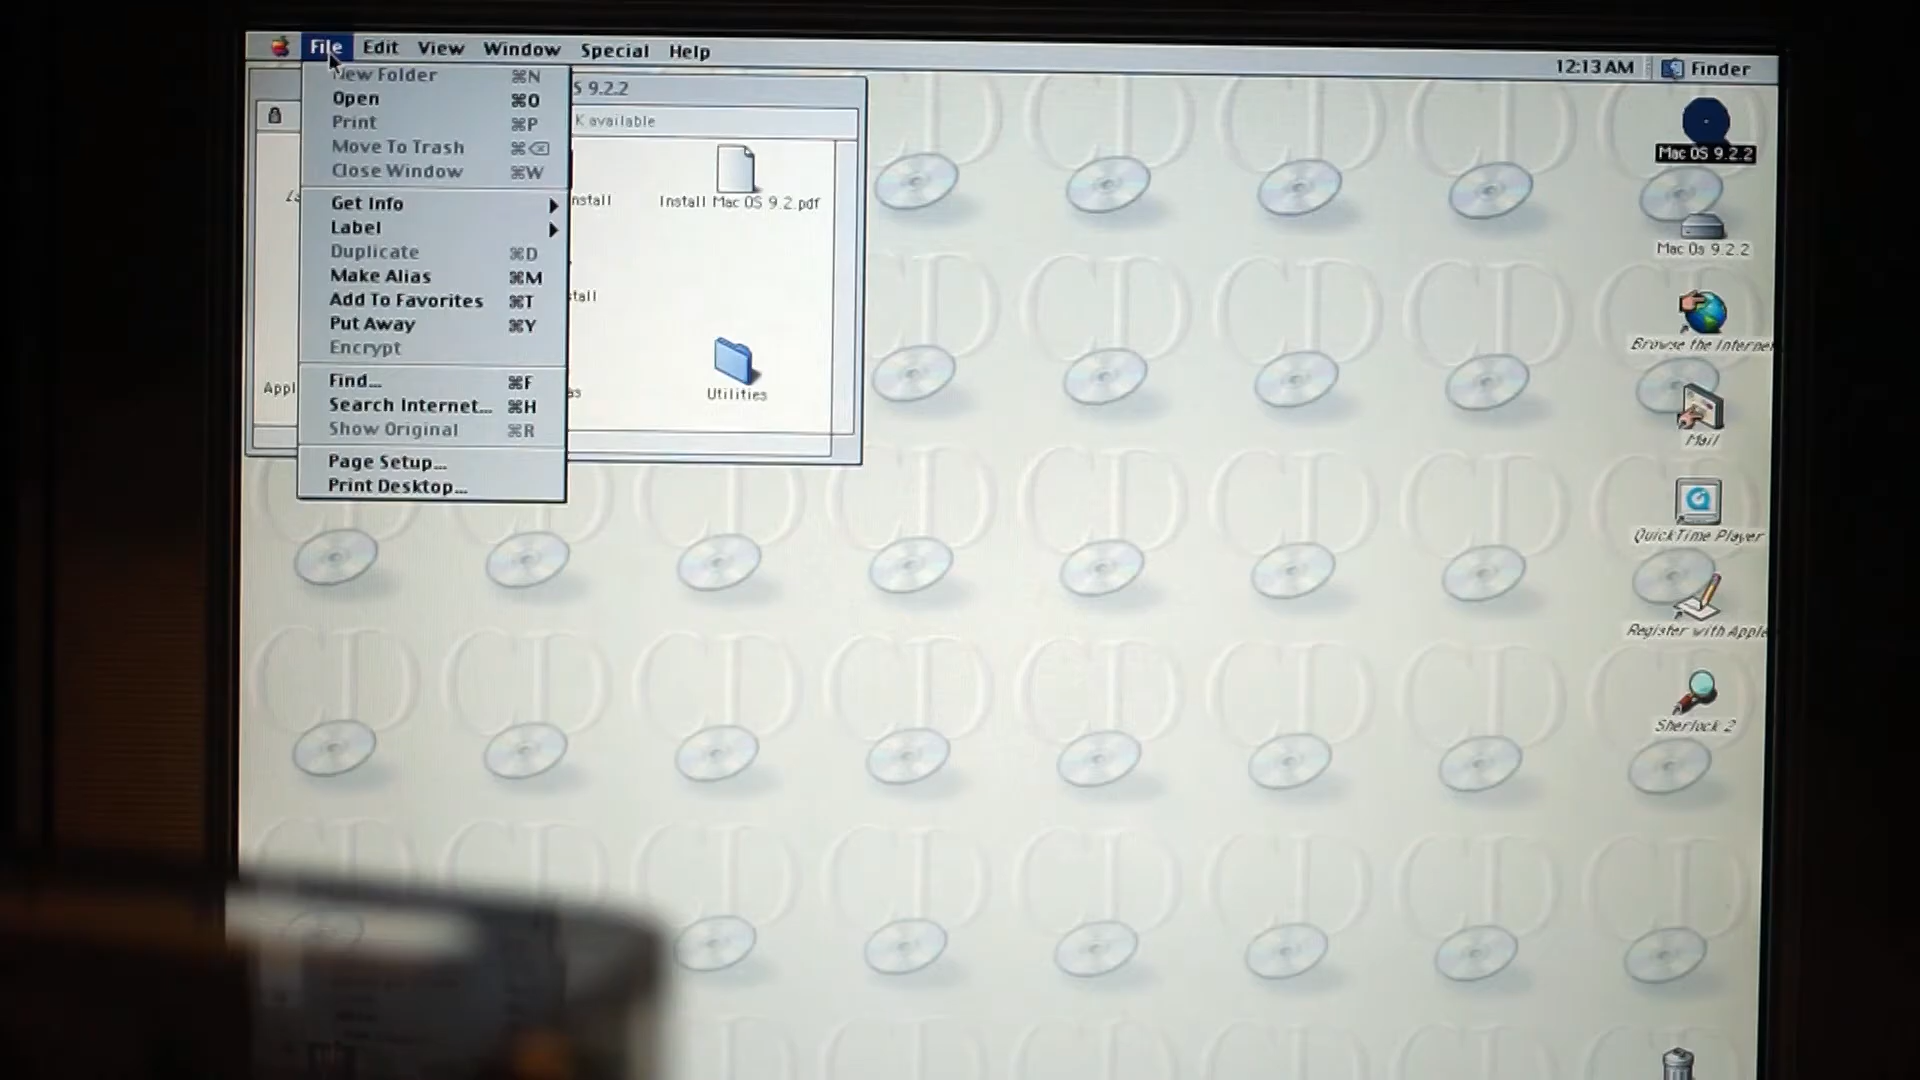 File Edit View Window Special Help
12:13 AM Finder
New Folder ⌘N
Open ⌘O
Print ⌘P
Move To Trash ⌘⌫
Close Window ⌘W
Get Info
Label
Duplicate ⌘D
Make Alias ⌘M
Add To Favorites ⌘T
Put Away ⌘Y
Encrypt
Find... ⌘F
Search Internet... ⌘H
Show Original ⌘R
Page Setup...
Print Desktop...
S 9.2.2
K available
nstall
Install Mac OS 9.2.pdf
tall
Appl
Utilities
Mac OS 9.2.2
Mac Os 9.2.2
Browse the Internet
Mail
QuickTime Player
Register with Apple
Sherlock 2
CD